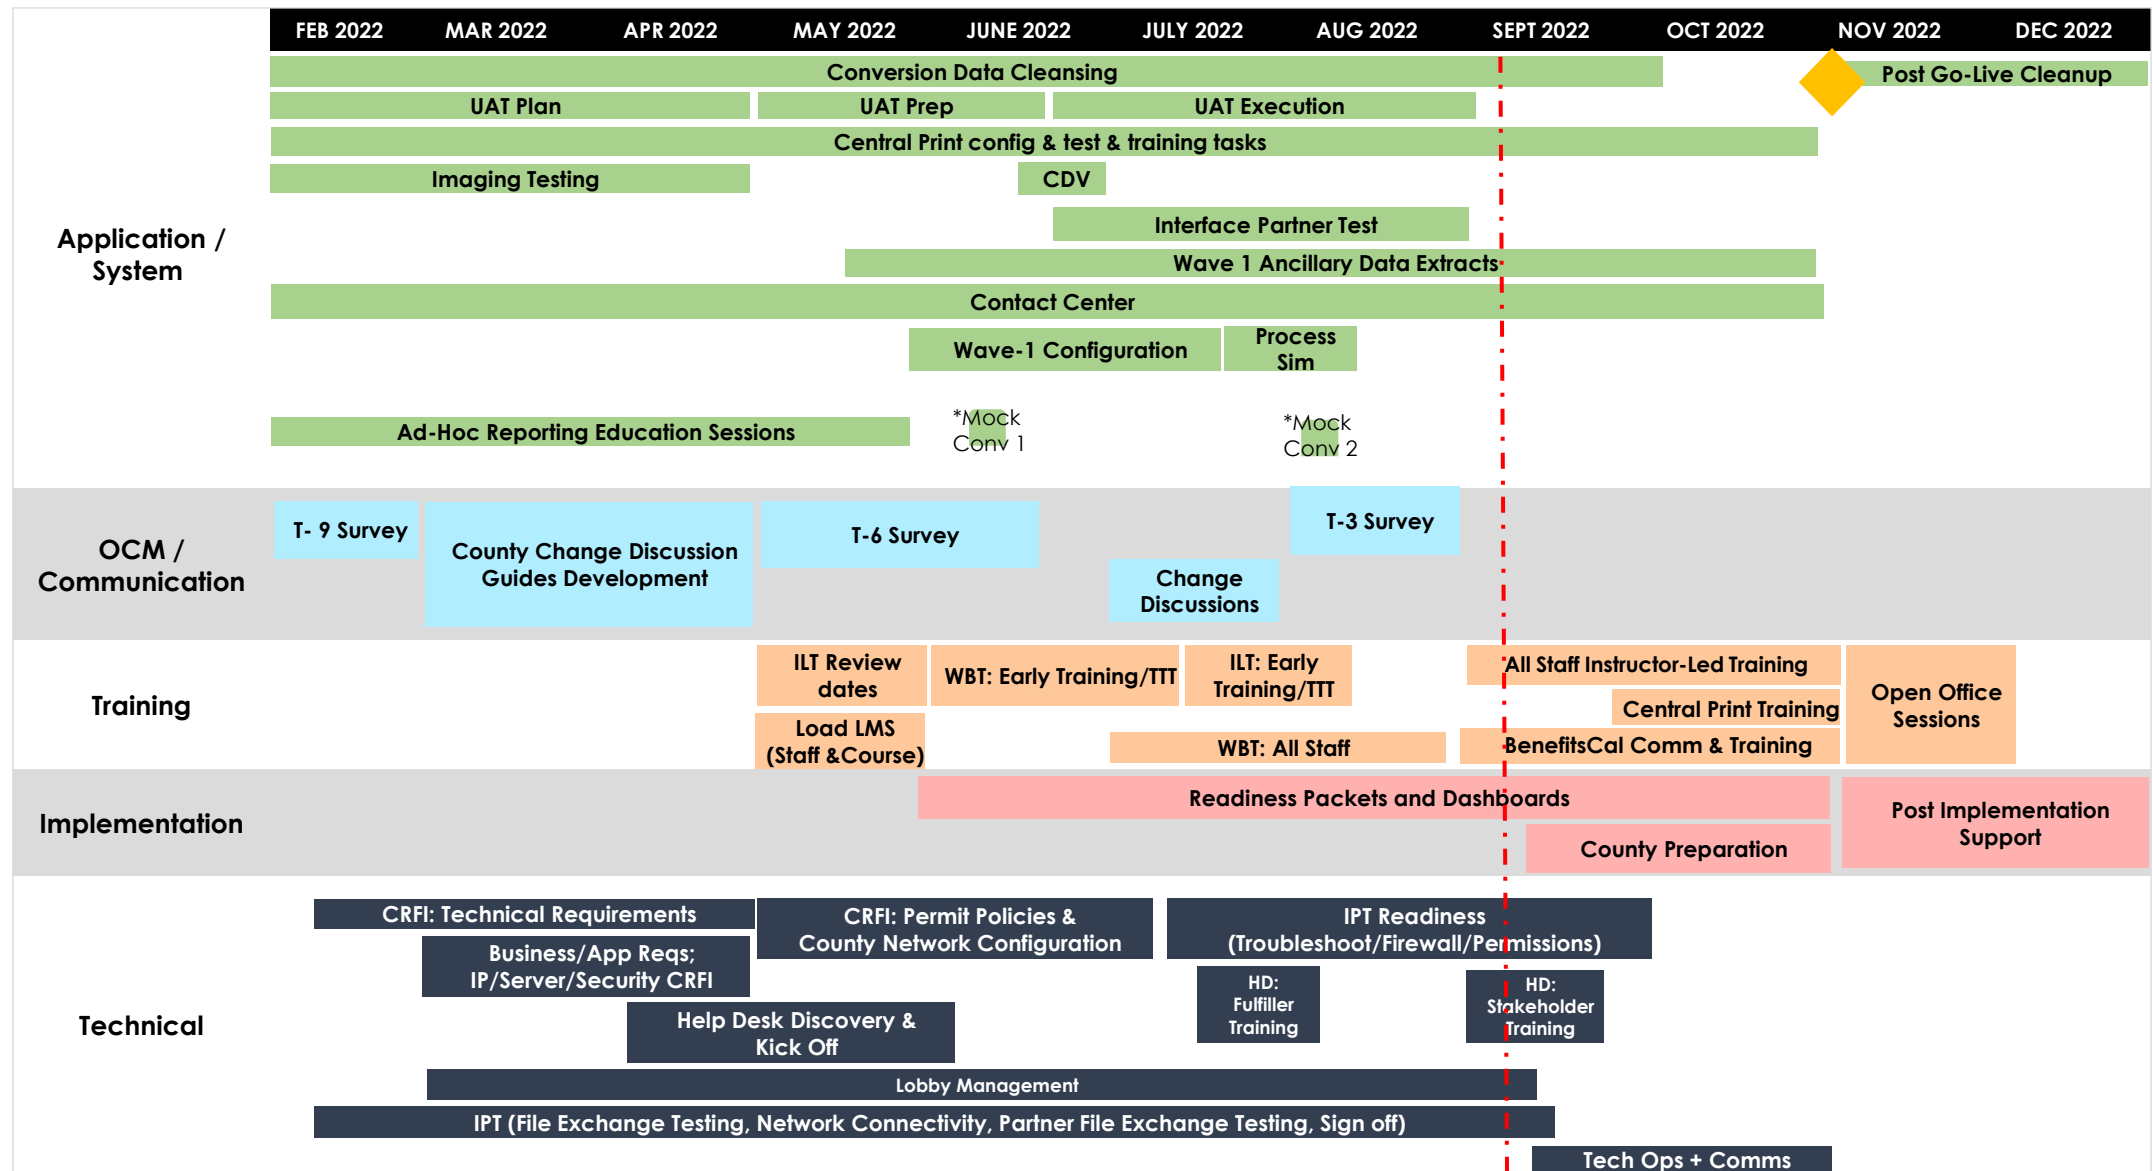 FEB 2022 MAR 2022 APR 2022 MAY 2022 JUNE 2022 JULY 2022 AUG 2022 SEPT 2022 OCT 2022 NOV 2022 DEC 2022
Conversion Data Cleansing
Post Go-Live Cleanup
UAT Plan
UAT Prep
UAT Execution
Central Print config & test & training tasks
Imaging Testing
CDV
Application /
System
Interface Partner Test
Wave 1 Ancillary Data Extracts
Contact Center
Wave-1 Configuration
Process
Sim
Ad-Hoc Reporting Education Sessions
*Mock
Conv 1
*Mock
Conv 2
OCM /
Communication
T- 9 Survey
County Change Discussion
Guides Development
T-6 Survey
Change
Discussions
T-3 Survey
Training
ILT Review
dates
WBT: Early Training/TTT
ILT: Early
Training/TTT
All Staff Instructor-Led Training
Central Print Training
Open Office
Sessions
Load LMS
(Staff &Course)
WBT: All Staff
BenefitsCal Comm & Training
Implementation
Readiness Packets and Dashboards
County Preparation
Post Implementation
Support
Technical
CRFI: Technical Requirements
CRFI: Permit Policies &
County Network Configuration
IPT Readiness
(Troubleshoot/Firewall/Permissions)
Business/App Reqs;
IP/Server/Security CRFI
HD:
Fulfiller
Training
HD:
Stakeholder
Training
Help Desk Discovery &
Kick Off
Lobby Management
IPT (File Exchange Testing, Network Connectivity, Partner File Exchange Testing, Sign off)
Tech Ops + Comms